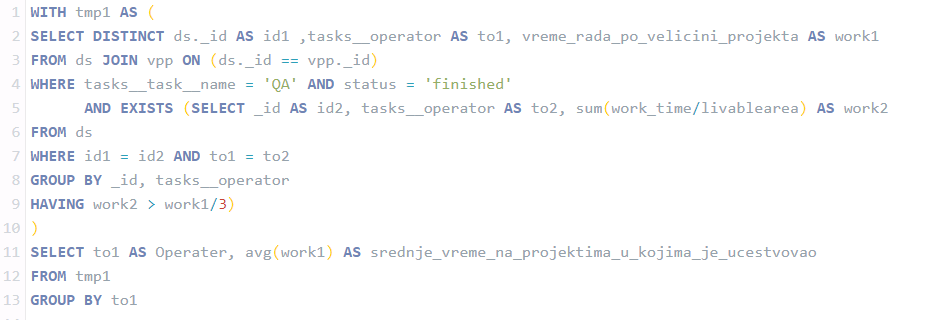 1 WITH tmp1 AS (
2 SELECT DISTINCT ds._id AS id1 ,tasks__operator AS to1, vreme_rada_po_velicini_projekta AS work1
3 FROM ds JOIN vpp ON (ds._id == vpp._id)
4 WHERE tasks__task__name = 'QA' AND status = 'finished'
5       AND EXISTS (SELECT _id AS id2, tasks__operator AS to2, sum(work_time/livablearea) AS work2
6 FROM ds
7 WHERE id1 = id2 AND to1 = to2
8 GROUP BY _id, tasks__operator
9 HAVING work2 > work1/3)
10 )
11 SELECT to1 AS Operater, avg(work1) AS srednje_vreme_na_projektima_u_kojima_je_ucestvovao
12 FROM tmp1
13 GROUP BY to1